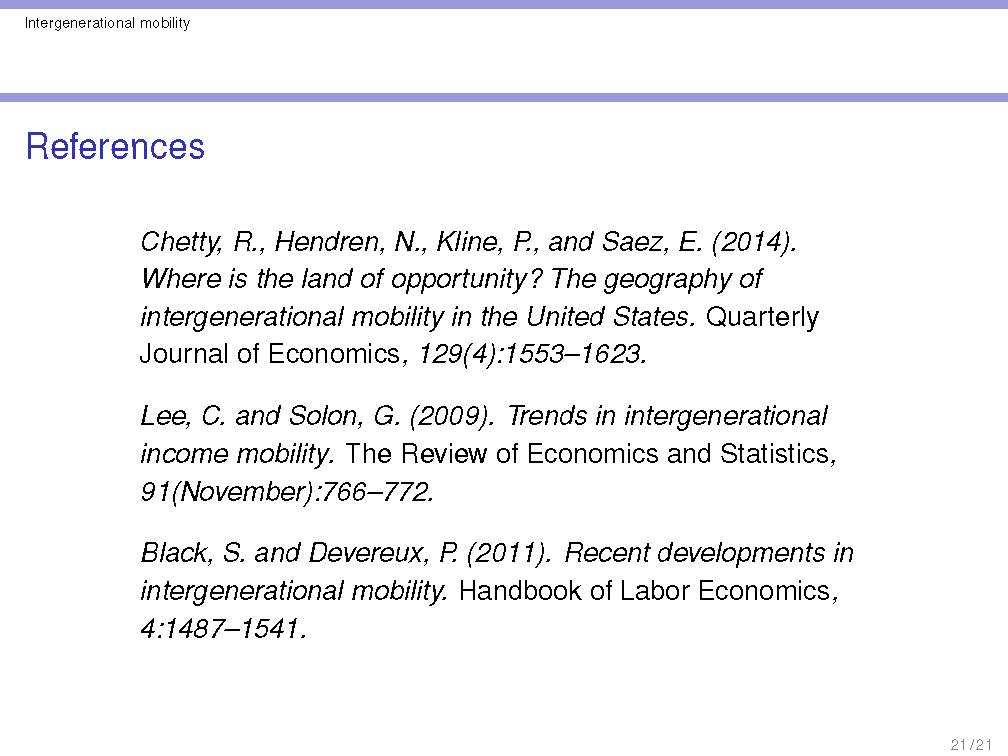 Intergenerational mobility
References
Chetty, R., Hendren, N., Kline, P., and Saez, E. (2014).
Where is the land of opportunity? The geography of
intergenerational mobility in the United States. Quarterly
Journal of Economics, 129(4):1553–1623.
Lee, C. and Solon, G. (2009). Trends in intergenerational
income mobility. The Review of Economics and Statistics,
91(November):766–772.
Black, S. and Devereux, P. (2011). Recent developments in
intergenerational mobility. Handbook of Labor Economics,
4:1487–1541.
21/21